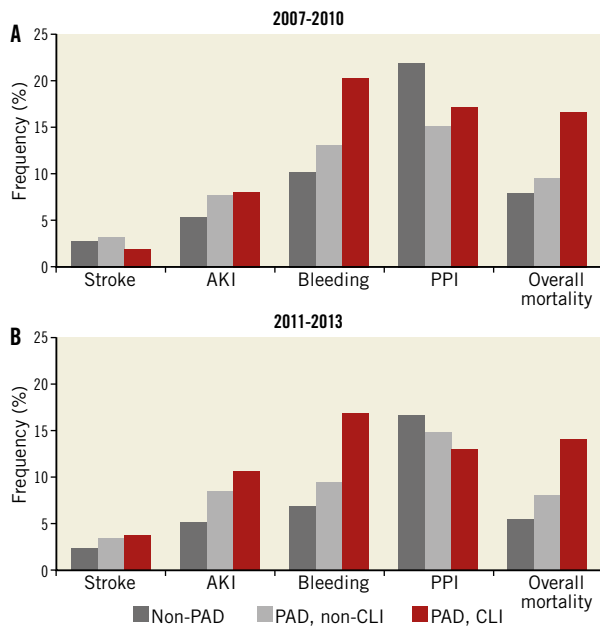 2007-2010
A
25
20
15
10
5
0
Frequency (%)
Stroke AKI Bleeding PPI Overall mortality
2011-2013
B
25
20
15
10
5
0
Frequency (%)
Stroke AKI Bleeding PPI Overall mortality
Non-PAD PAD, non-CLI PAD, CLI